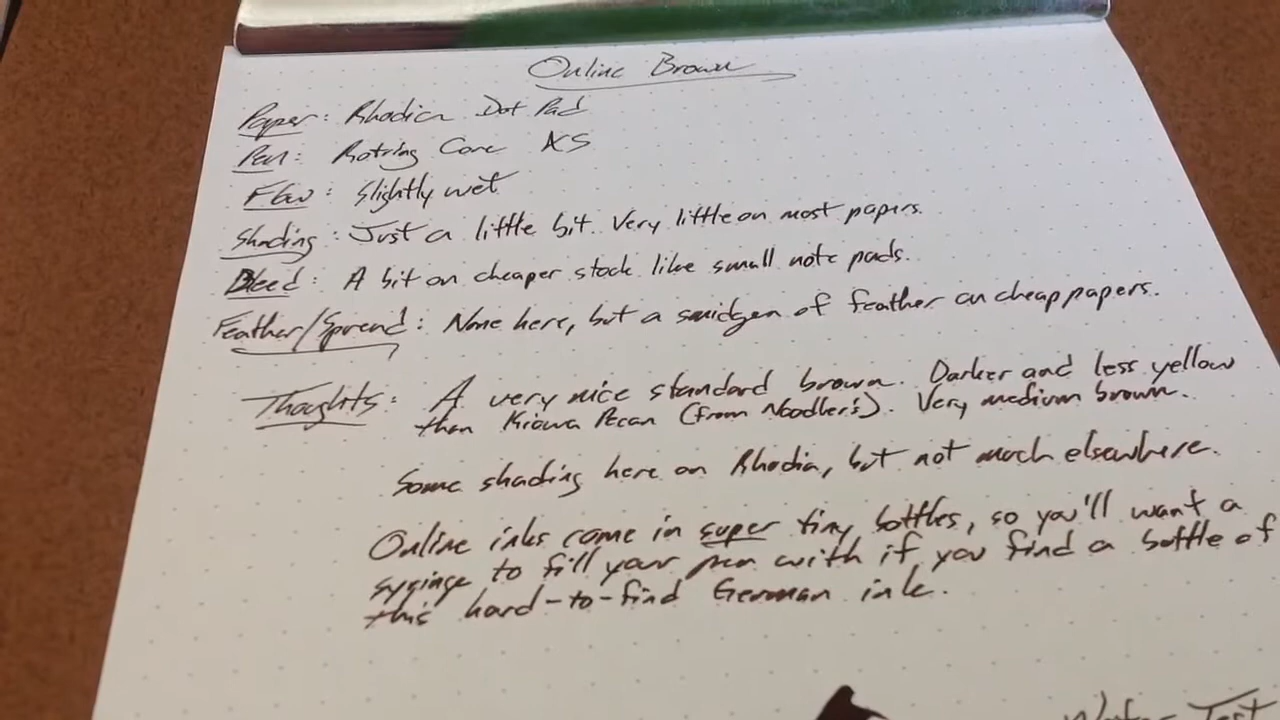 Online Brown
Paper: Rhodia Dot Pad
Pen: Rotring Core XS
Flow: Slightly wet
Shading: Just a little bit. Very little on most papers.
Bleed: A bit on cheaper stock like small note pads.
Feather/Spread: None here, but a smidgen of feather on cheap papers.
Thoughts: A very nice standard brown. Darker and less yellow
than Kiowa Pecan (from Noodler's). Very medium brown.
Some shading here on Rhodia, but not much elsewhere.
Online inks come in super tiny bottles, so you'll want a
syringe to fill your pen with if you find a bottle of
this hard-to-find German ink.
Water Test